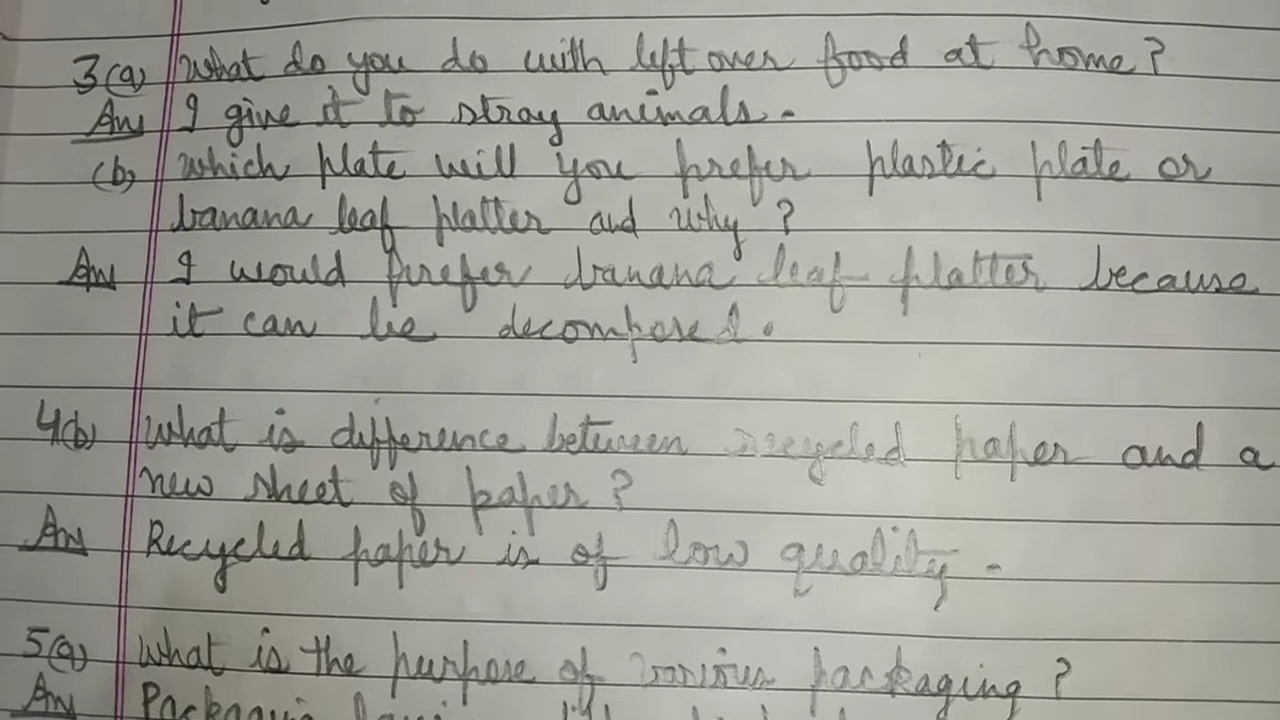 3(a) What do you do with left over food at home?
Ans I give it to stray animals.
(b) which plate will you prefer plastic plate or
banana leaf platter and why?
Ans I would prefer banana leaf platter because
it can be decomposed.
4(b) What is difference between recycled paper and a
new sheet of paper?
Ans Recycled paper is of low quality.
5(a) What is the purpose of various packaging?
Ans